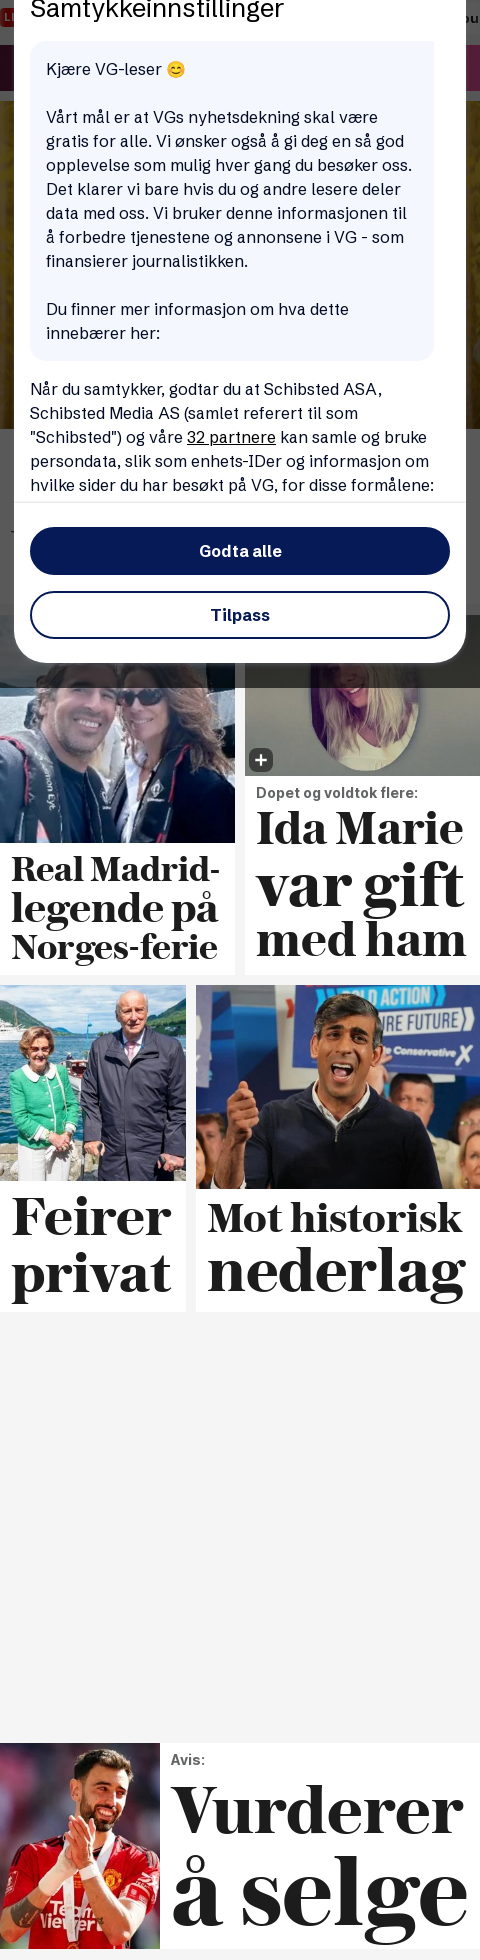 Samtykkeinnstillinger
Kjære VG-leser 😊
Vårt mål er at VGs nyhetsdekning skal være
gratis for alle. Vi ønsker også å gi deg en så god
opplevelse som mulig hver gang du besøker oss.
Det klarer vi bare hvis du og andre lesere deler
data med oss. Vi bruker denne informasjonen til
å forbedre tjenestene og annonsene i VG - som
finansierer journalistikken.
Du finner mer informasjon om hva dette
innebærer her:
Når du samtykker, godtar du at Schibsted ASA,
Schibsted Media AS (samlet referert til som
"Schibsted") og våre 32 partnere kan samle og bruke
persondata, slik som enhets-IDer og informasjon om
hvilke sider du har besøkt på VG, for disse formålene:
Godta alle
Tilpass
Real Madrid-
legende på
Norges-ferie
Dopet og voldtok flere:
Ida Marie
var gift
med ham
Feirer
privat
OLD ACTION
URE FUTURE
Conservative
Mot historisk
nederlag
Team
Viewer
Avis:
Vurderer
å selge